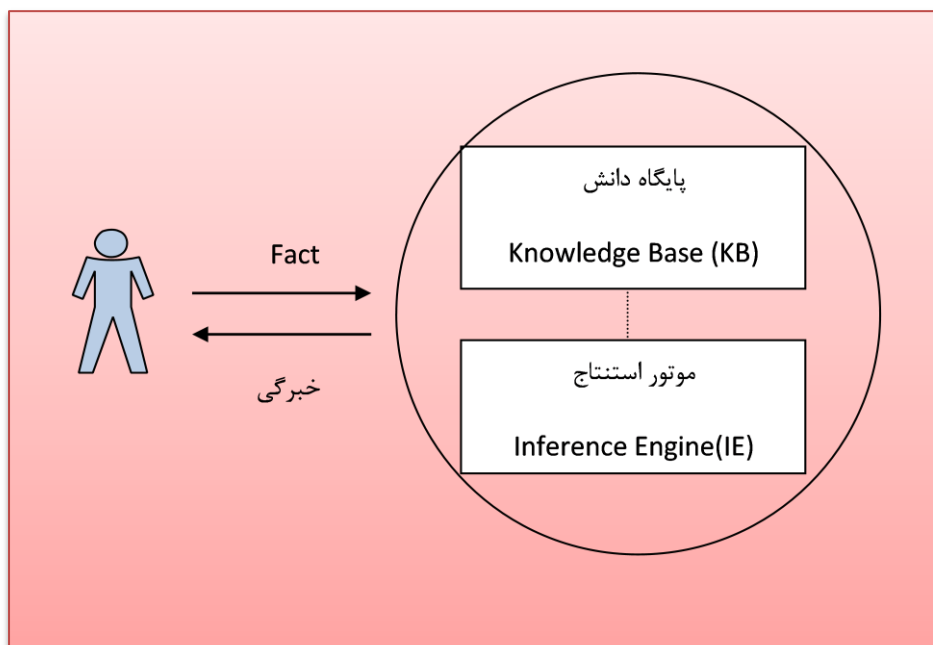 پایگاه دانش
Knowledge Base (KB)
Fact
خبرگی
موتور استنتاج
Inference Engine(IE)